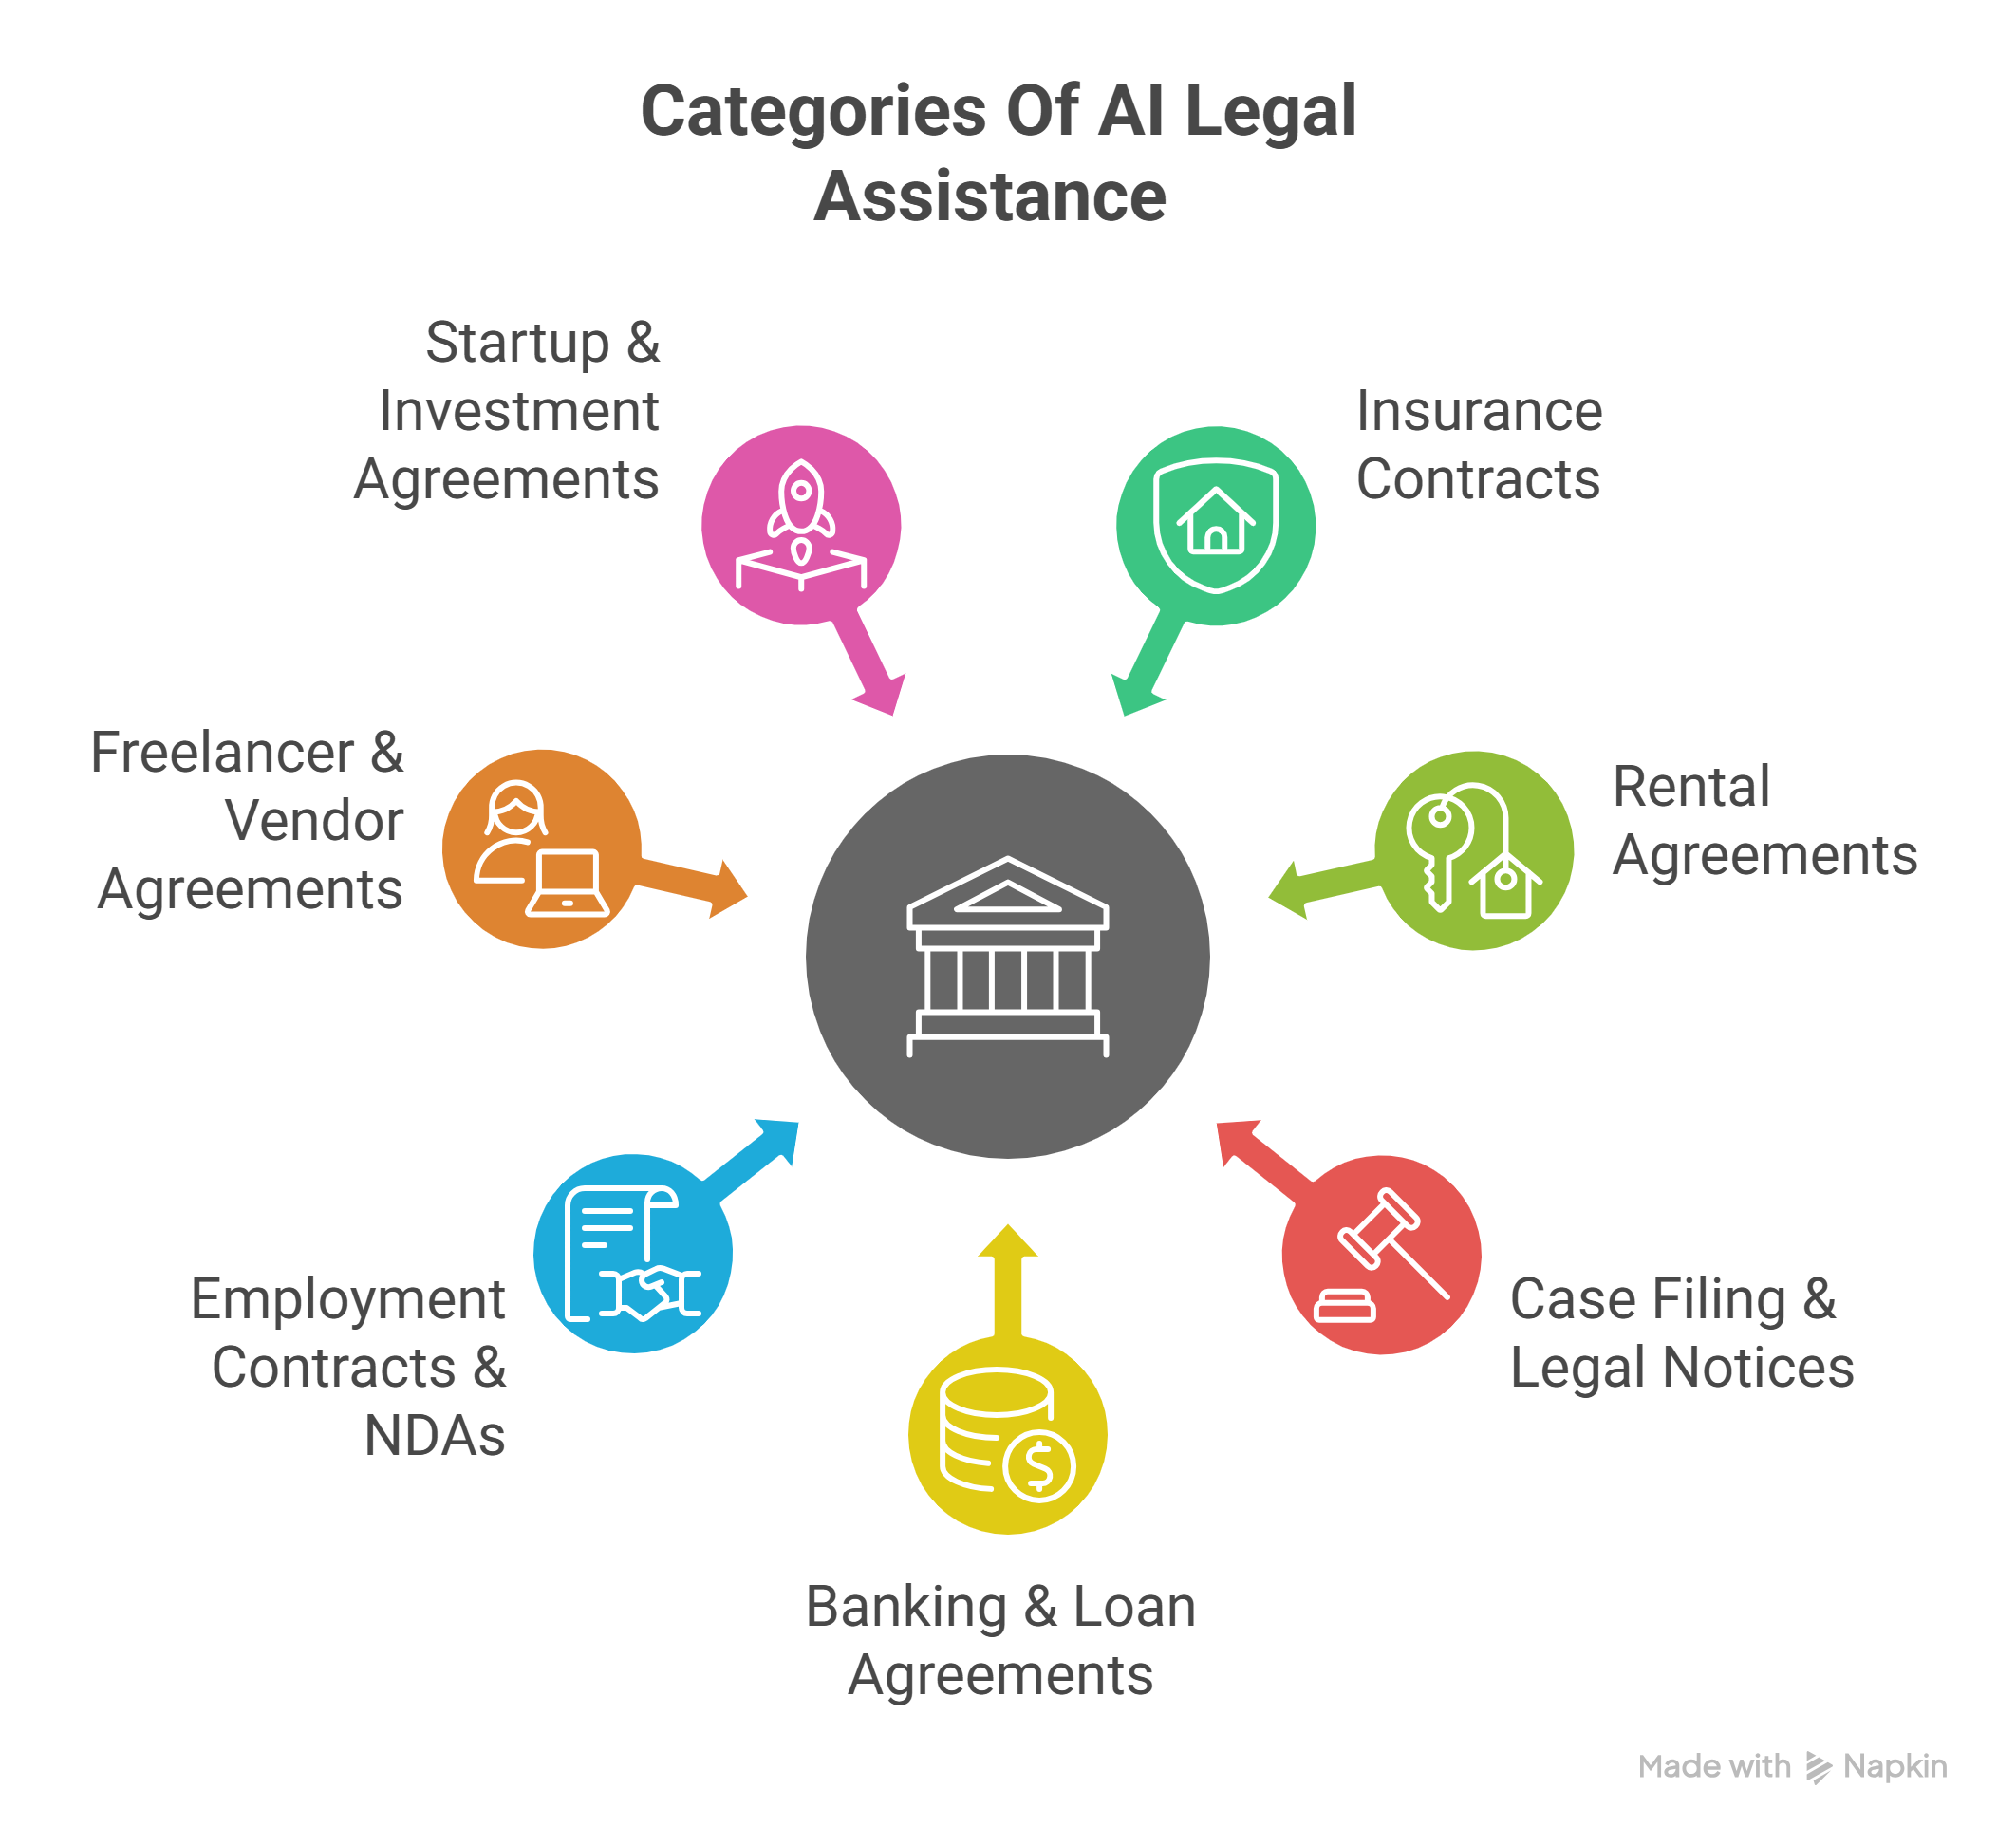 Categories Of AI Legal
Assistance
Startup &
Investment
Agreements
Insurance
Contracts
Freelancer &
Vendor
Agreements
Rental
Agreements
Employment
Contracts &
NDAs
Case Filing &
Legal Notices
$
Banking & Loan
Agreements
Made with Napkin